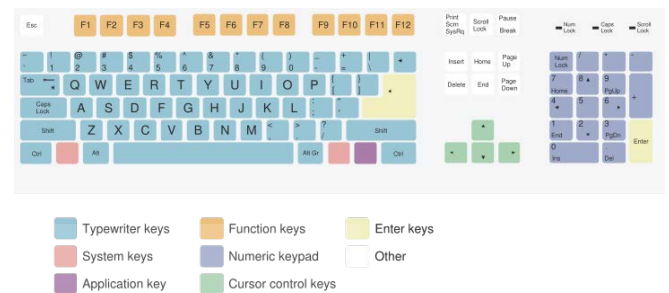 Esc F1 F2 F3 F4 F5 F6 F7 F8 F9 F10 F11 F12 Print Scrn SysRq Scroll Lock Pause Break Num Lock Caps Lock Scroll Lock
~ ` ! 1 @ 2 # 3 $ 4 % 5 ^ 6 & 7 * 8 ( 9 ) 0 _ - + = | \ Insert Home Page Up Num Lock / * -
Tab Q W E R T Y U I O P { [ } ] Delete End Page Down 7 Home 8 9 PgUp +
Caps Lock A S D F G H J K L : ; " ' 4 5 6
Shift Z X C V B N M < , > . ? / Shift 1 End 2 3 PgDn Enter
Ctrl Alt Alt Gr Ctrl 0 Ins . Del
Typewriter keys Function keys Enter keys
System keys Numeric keypad Other
Application key Cursor control keys